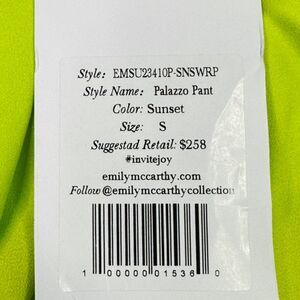 Style: EMSU23410P-SNSWRP
Style Name: Palazzo Pant
Color: Sunset
Size: S
Suggestad Retail: $258
#invitejoy
emilymccarthy.com
Follow @emilymccarthycollection
1 00000 01536 0